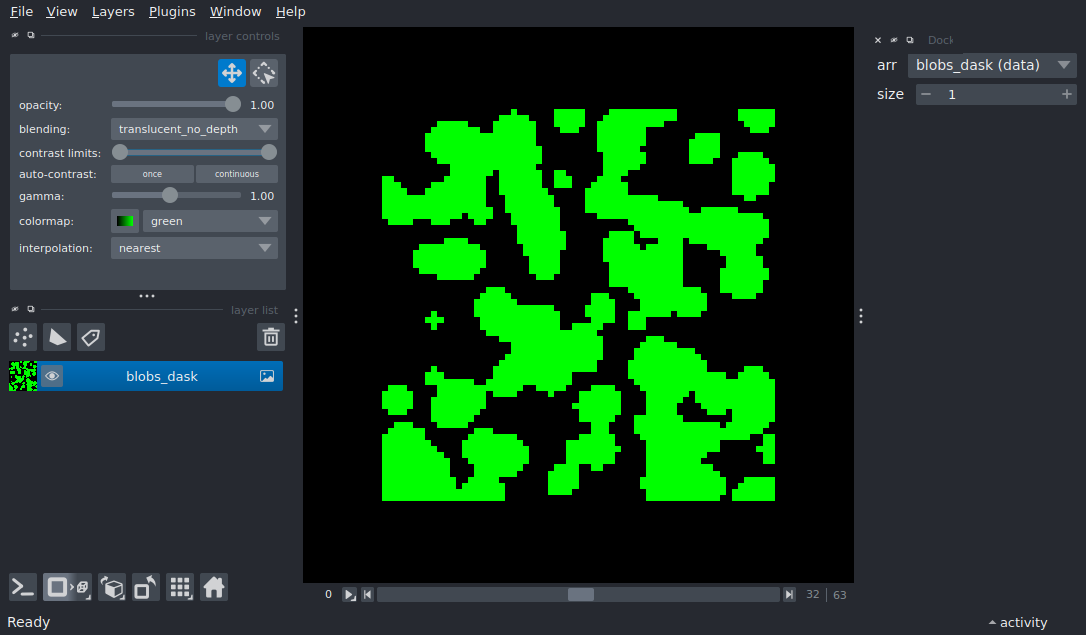 File View Layers Plugins Window Help
layer controls
opacity: 1.00
blending: translucent_no_depth
contrast limits:
auto-contrast: once continuous
gamma: 1.00
colormap: green
interpolation: nearest
layer list
blobs_dask
0 32 63
Ready
activity
Dock
arr blobs_dask (data)
size 1